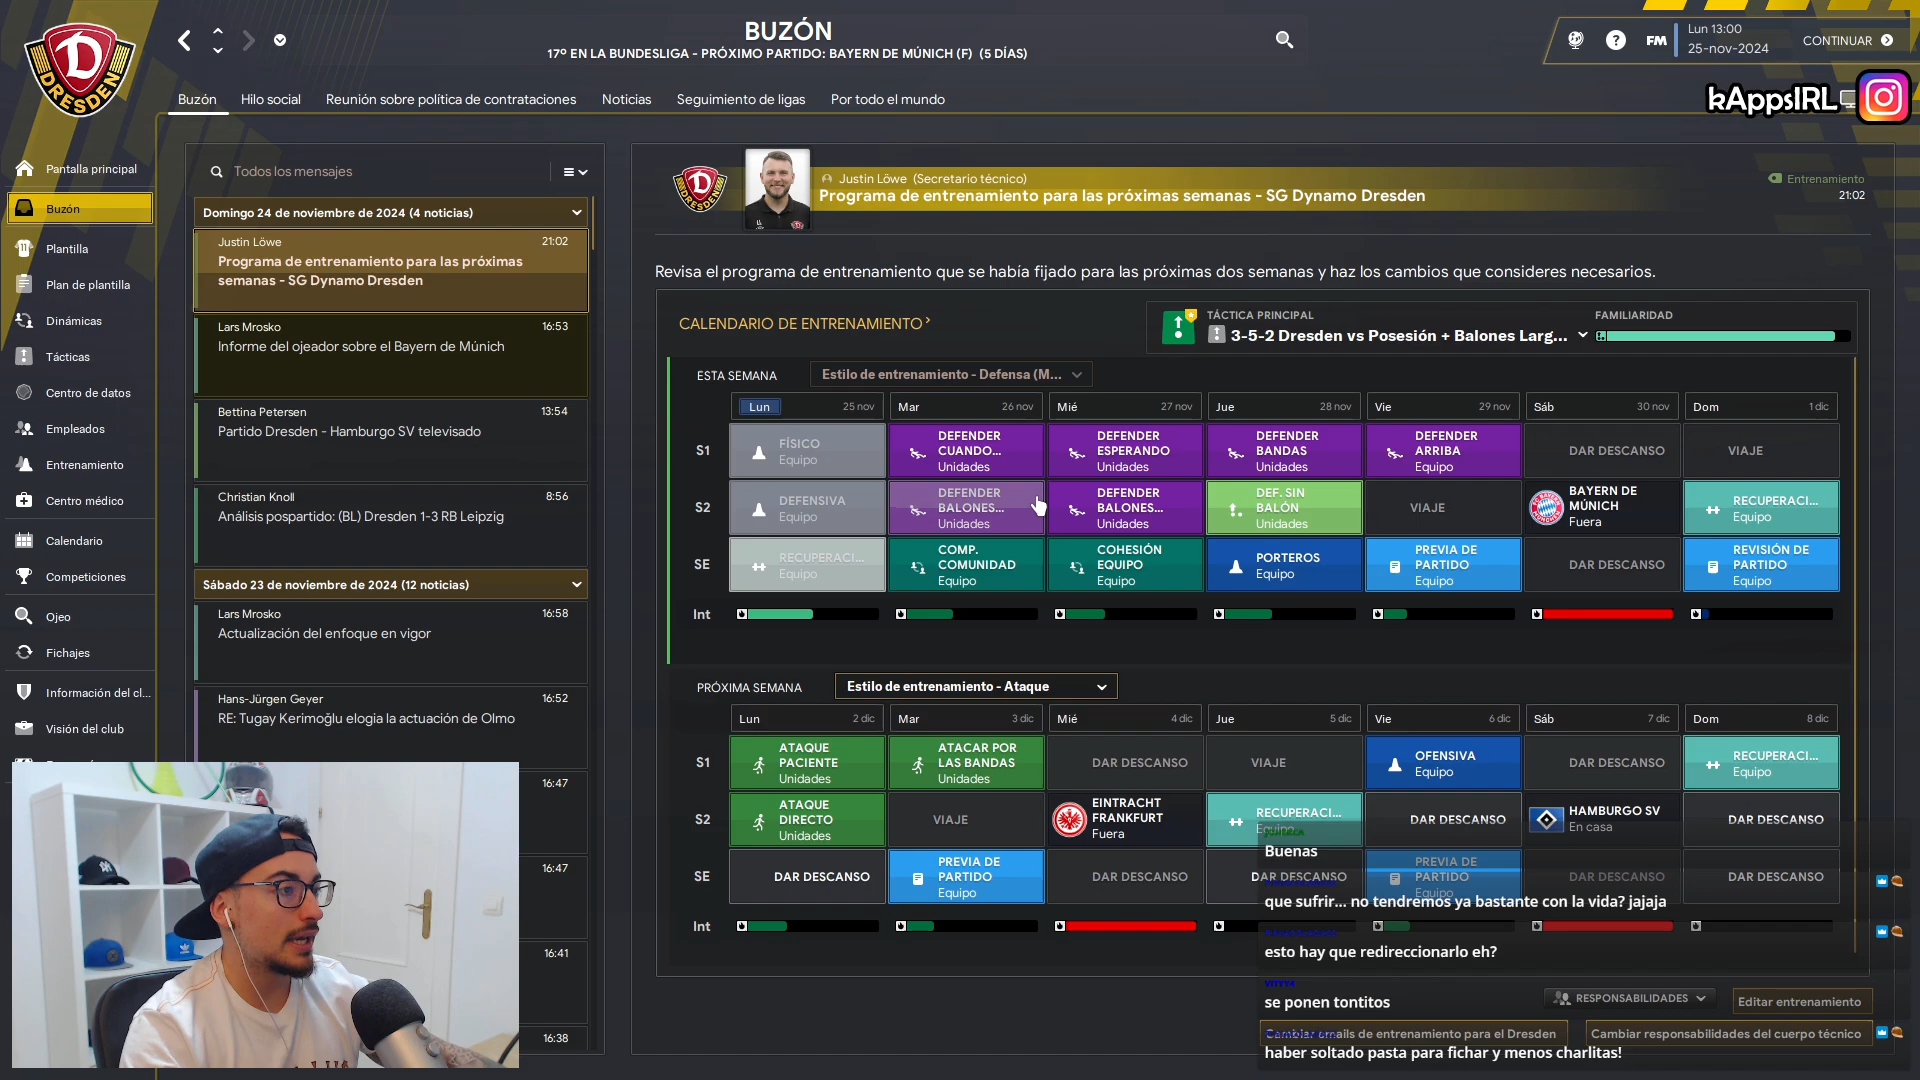 BUZÓN
17º EN LA BUNDESLIGA - PRÓXIMO PARTIDO: BAYERN DE MÚNICH (F) (5 DÍAS)
FM
Lun 13:00
25-nov-2024
CONTINUAR
DRESDEN
kAppsIRL
Buzón
Hilo social
Reunión sobre política de contrataciones
Noticias
Seguimiento de ligas
Por todo el mundo
Pantalla principal
Buzón
Plantilla
Plan de plantilla
Dinámicas
Tácticas
Centro de datos
Empleados
Entrenamiento
Centro médico
Calendario
Competiciones
Ojeo
Fichajes
Información del cl...
Visión del club
Todos los mensajes
Domingo 24 de noviembre de 2024 (4 noticias)
Justin Löwe 21:02
Programa de entrenamiento para las próximas
semanas - SG Dynamo Dresden
Lars Mrosko 16:53
Informe del ojeador sobre el Bayern de Múnich
Bettina Petersen 13:54
Partido Dresden - Hamburgo SV televisado
Christian Knoll 8:56
Análisis pospartido: (BL) Dresden 1-3 RB Leipzig
Sábado 23 de noviembre de 2024 (12 noticias)
Lars Mrosko 16:58
Actualización del enfoque en vigor
Hans-Jürgen Geyer 16:52
RE: Tugay Kerimoğlu elogia la actuación de Olmo
16:47
16:47
16:41
16:38
Justin Löwe (Secretario técnico)
Programa de entrenamiento para las próximas semanas - SG Dynamo Dresden
Entrenamiento
21:02
Revisa el programa de entrenamiento que se había fijado para las próximas dos semanas y haz los cambios que consideres necesarios.
CALENDARIO DE ENTRENAMIENTO
TÁCTICA PRINCIPAL
3-5-2 Dresden vs Posesión + Balones Larg...
FAMILIARIDAD
ESTA SEMANA
Estilo de entrenamiento - Defensa (M...
Lun 25 nov Mar 26 nov Mié 27 nov Jue 28 nov Vie 29 nov Sáb 30 nov Dom 1 dic
S1
FÍSICO
Equipo
DEFENDER
CUANDO...
Unidades
DEFENDER
ESPERANDO
Unidades
DEFENDER
BANDAS
Unidades
DEFENDER
ARRIBA
Equipo
DAR DESCANSO
VIAJE
S2
DEFENSIVA
Equipo
DEFENDER
BALONES...
Unidades
DEFENDER
BALONES...
Unidades
DEF. SIN
BALÓN
Unidades
VIAJE
BAYERN DE
MÚNICH
Fuera
RECUPERACI...
Equipo
SE
RECUPERACI...
Equipo
COMP.
COMUNIDAD
Equipo
COHESIÓN
EQUIPO
Equipo
PORTEROS
Equipo
PREVIA DE
PARTIDO
Equipo
DAR DESCANSO
REVISIÓN DE
PARTIDO
Equipo
Int
PRÓXIMA SEMANA
Estilo de entrenamiento - Ataque
Lun 2 dic Mar 3 dic Mié 4 dic Jue 5 dic Vie 6 dic Sáb 7 dic Dom 8 dic
S1
ATAQUE
PACIENTE
Unidades
ATACAR POR
LAS BANDAS
Unidades
DAR DESCANSO
VIAJE
OFENSIVA
Equipo
DAR DESCANSO
RECUPERACI...
Equipo
S2
ATAQUE
DIRECTO
Unidades
VIAJE
EINTRACHT
FRANKFURT
Fuera
RECUPERACI...
Equipo
DAR DESCANSO
HAMBURGO SV
En casa
DAR DESCANSO
SE
DAR DESCANSO
PREVIA DE
PARTIDO
Equipo
DAR DESCANSO
DAR DESCANSO
PREVIA DE
PARTIDO
Equipo
DAR DESCANSO
DAR DESCANSO
Int
Buenas
que sufrir... no tendremos ya bastante con la vida? jajaja
esto hay que redireccionarlo eh?
se ponen tontitos
haber soltado pasta para fichar y menos charlitas!
RESPONSABILIDADES
Editar entrenamiento
de entrenamiento para el Dresden
Cambiar responsabilidades del cuerpo técnico